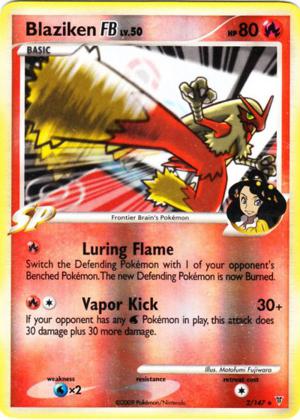 Blaziken FB LV.50 HP 80
BASIC
SP
Frontier Brain's Pokémon
Luring Flame
Switch the Defending Pokémon with 1 of your opponent's
Benched Pokémon. The new Defending Pokémon is now Burned.
Vapor Kick 30+
If your opponent has any Pokémon in play, this attack does
30 damage plus 30 more damage.
weakness resistance retreat cost
×2
Illus. Motofumi Fujiwara
©2009 Pokémon/Nintendo 2/147 ★